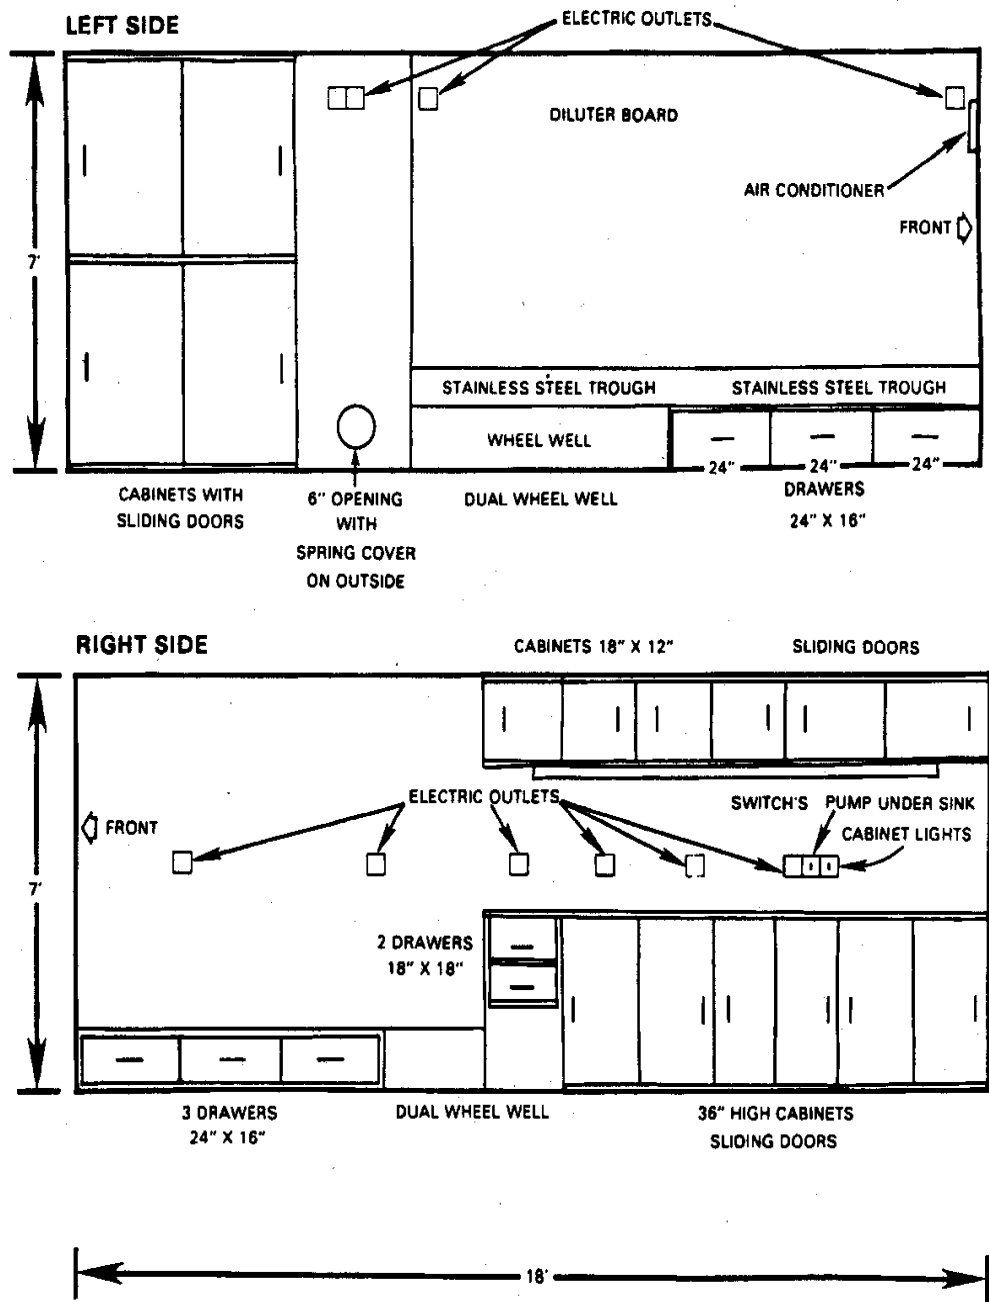 LEFT SIDE
ELECTRIC OUTLETS
DILUTER BOARD
AIR CONDITIONER
FRONT
7'
STAINLESS STEEL TROUGH
STAINLESS STEEL TROUGH
WHEEL WELL
24"
24"
24"
CABINETS WITH
SLIDING DOORS
6" OPENING
WITH
SPRING COVER
ON OUTSIDE
DUAL WHEEL WELL
DRAWERS
24" X 16"
RIGHT SIDE
CABINETS 18" X 12"
SLIDING DOORS
ELECTRIC OUTLETS
SWITCH'S
PUMP UNDER SINK
CABINET LIGHTS
FRONT
7'
2 DRAWERS
18" X 18"
3 DRAWERS
24" X 16"
DUAL WHEEL WELL
36" HIGH CABINETS
SLIDING DOORS
18'